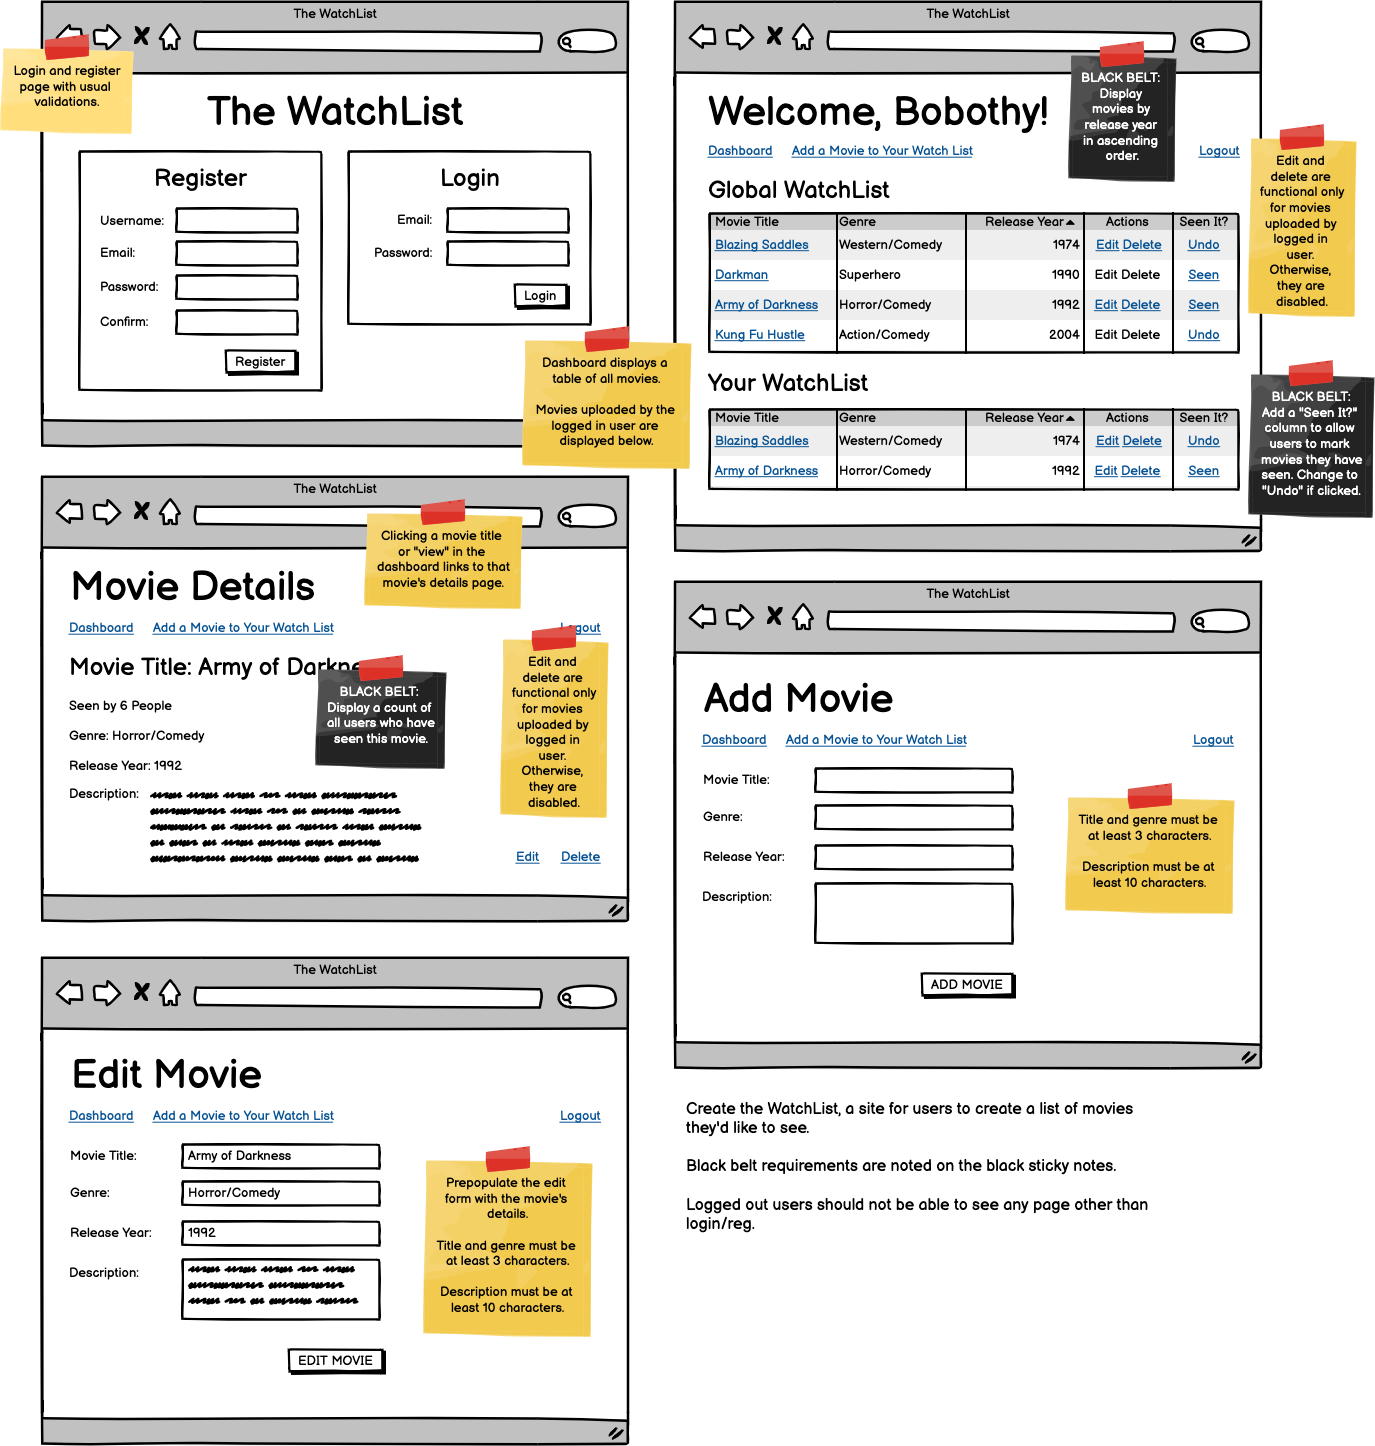 The WatchList
Login and register
page with usual
validations.
The WatchList
Register
Username:
Email:
Password:
Confirm:
Register
Login
Email:
Password:
Login
Dashboard displays a
table of all movies.
Movies uploaded by the
logged in user are
displayed below.
The WatchList
BLACK BELT:
Display
movies by
release year
in ascending
order.
Welcome, Bobothy!
Dashboard Add a Movie to Your Watch List Logout
Global WatchList
Movie Title Genre Release Year Actions Seen It?
Blazing Saddles Western/Comedy 1974 Edit Delete Undo
Darkman Superhero 1990 Edit Delete Seen
Army of Darkness Horror/Comedy 1992 Edit Delete Seen
Kung Fu Hustle Action/Comedy 2004 Edit Delete Undo
Your WatchList
Movie Title Genre Release Year Actions Seen It?
Blazing Saddles Western/Comedy 1974 Edit Delete Undo
Army of Darkness Horror/Comedy 1992 Edit Delete Seen
Edit and
delete are
functional only
for movies
uploaded by
logged in
user.
Otherwise,
they are
disabled.
BLACK BELT:
Add a "Seen It?"
column to allow
users to mark
movies they have
seen. Change to
"Undo" if clicked.
The WatchList
Clicking a movie title
or "view" in the
dashboard links to that
movie's details page.
Movie Details
Dashboard Add a Movie to Your Watch List Logout
Movie Title: Army of Darkne
Seen by 6 People
Genre: Horror/Comedy
Release Year: 1992
Description:
BLACK BELT:
Display a count of
all users who have
seen this movie.
Edit and
delete are
functional only
for movies
uploaded by
logged in
user.
Otherwise,
they are
disabled.
Edit Delete
The WatchList
Add Movie
Dashboard Add a Movie to Your Watch List Logout
Movie Title:
Genre:
Release Year:
Description:
ADD MOVIE
Title and genre must be
at least 3 characters.
Description must be at
least 10 characters.
The WatchList
Edit Movie
Dashboard Add a Movie to Your Watch List Logout
Movie Title: Army of Darkness
Genre: Horror/Comedy
Release Year: 1992
Description:
EDIT MOVIE
Prepopulate the edit
form with the movie's
details.
Title and genre must be
at least 3 characters.
Description must be at
least 10 characters.
Create the WatchList, a site for users to create a list of movies
they'd like to see.
Black belt requirements are noted on the black sticky notes.
Logged out users should not be able to see any page other than
login/reg.